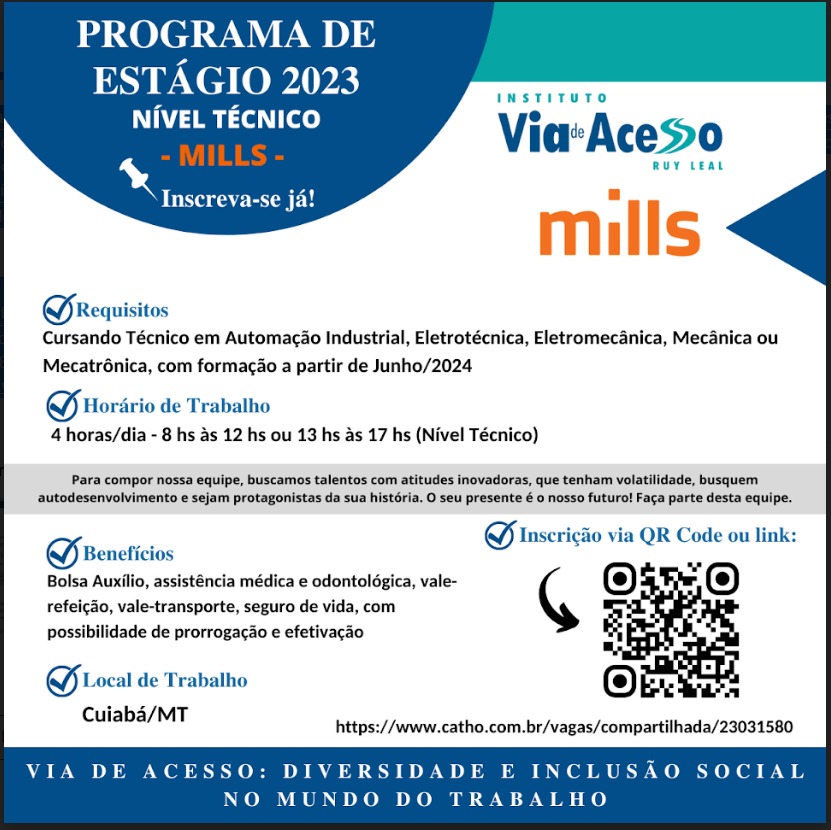 PROGRAMA DE
ESTÁGIO 2023
NÍVEL TÉCNICO
- MILLS -
Inscreva-se já!
INSTITUTO
Via de Acesso
RUY LEAL
mills
Requisitos
Cursando Técnico em Automação Industrial, Eletrotécnica, Eletromecânica, Mecânica ou
Mecatrônica, com formação a partir de Junho/2024
Horário de Trabalho
4 horas/dia - 8 hs às 12 hs ou 13 hs às 17 hs (Nível Técnico)
Para compor nossa equipe, buscamos talentos com atitudes inovadoras, que tenham volatilidade, busquem
autodesenvolvimento e sejam protagonistas da sua história. O seu presente é o nosso futuro! Faça parte desta equipe.
Benefícios
Bolsa Auxílio, assistência médica e odontológica, vale-
refeição, vale-transporte, seguro de vida, com
possibilidade de prorrogação e efetivação
Local de Trabalho
Cuiabá/MT
Inscrição via QR Code ou link:
https://www.catho.com.br/vagas/compartilhada/23031580
VIA DE ACESSO: DIVERSIDADE E INCLUSÃO SOCIAL
NO MUNDO DO TRABALHO